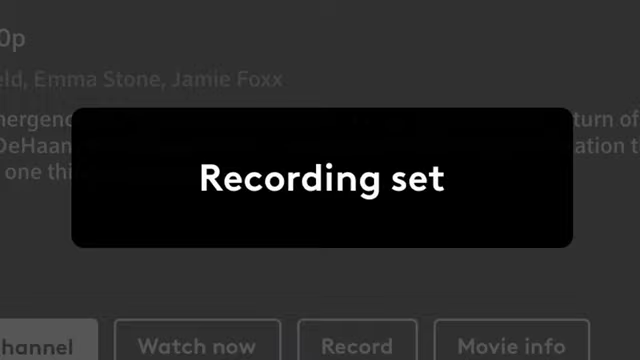 0p
eld, Emma Stone, Jamie Foxx
nergenc
turn of
DeHaan
ation t
one thi
Recording set
hannel
Watch now
Record
Movie info